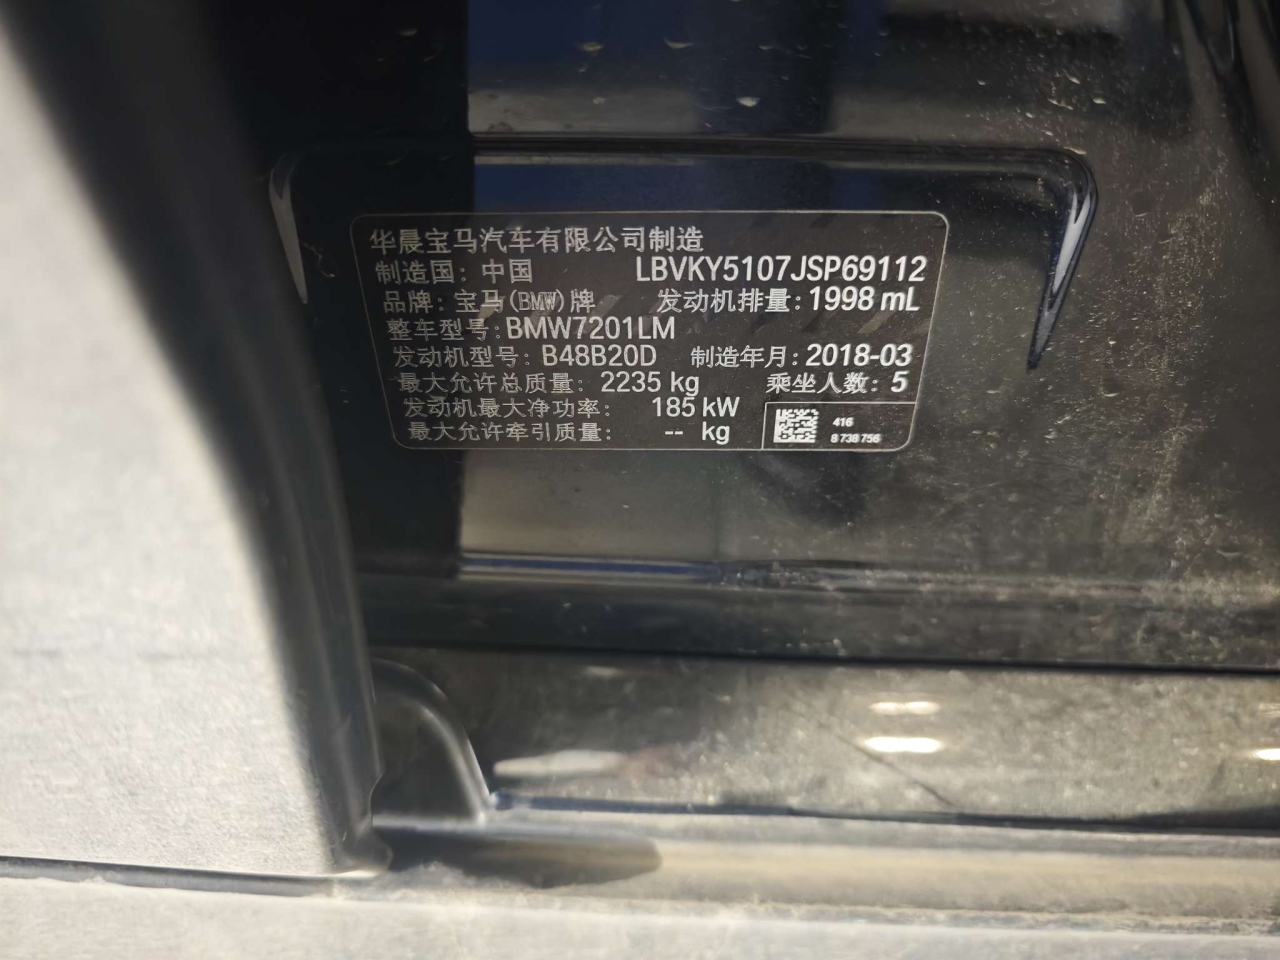 华晨宝马汽车有限公司制造
制造国：中国 LBVKY5107JSP69112
品牌：宝马(BMW)牌 发动机排量：1998 mL
整车型号：BMW7201LM
发动机型号：B48B20D 制造年月：2018-03
最大允许总质量：2235 kg 乘坐人数：5
发动机最大净功率：185 kW
最大允许牵引质量：-- kg
416
8 738 756